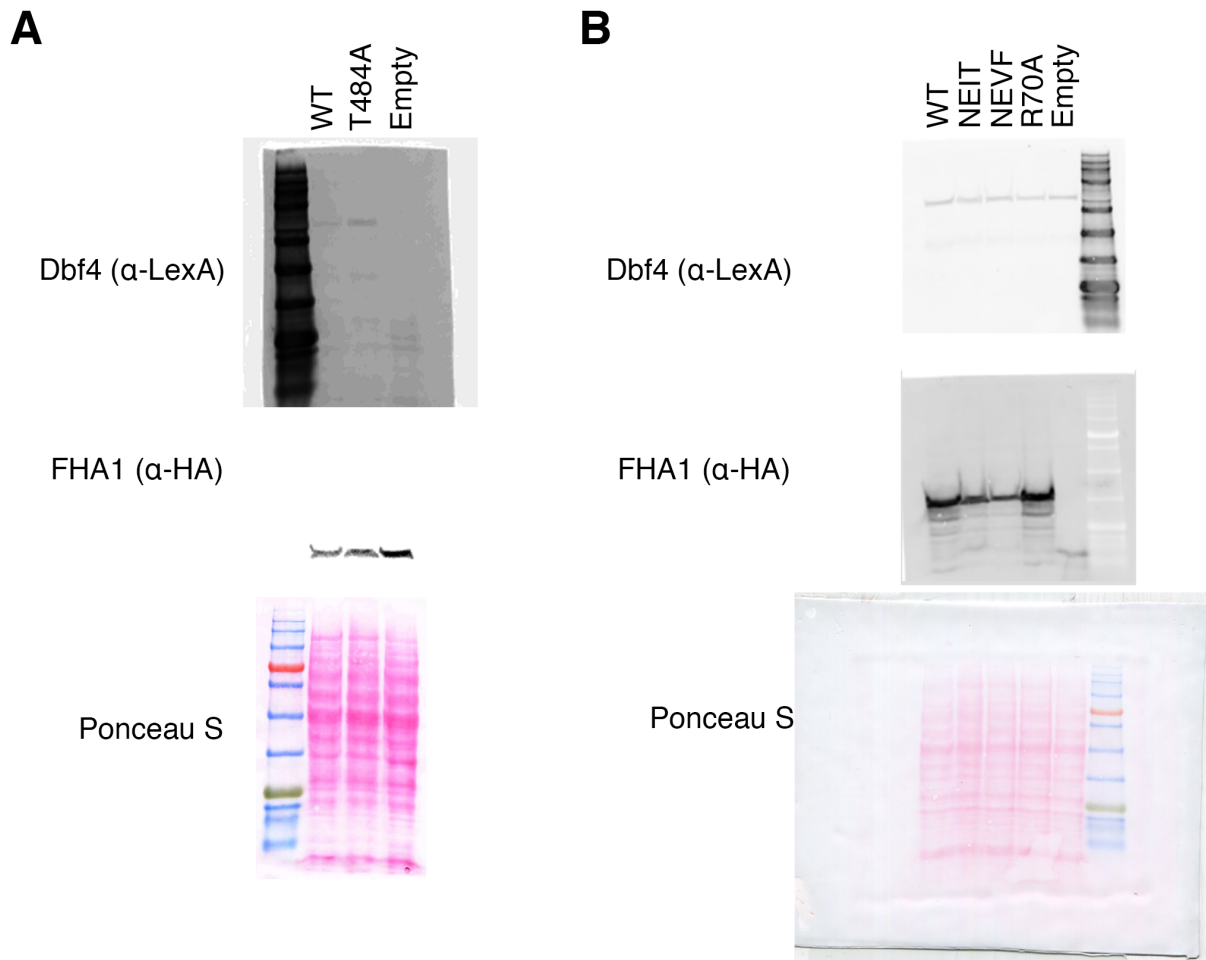 A
WT
T484A
Empty
Dbf4 (α-LexA)
FHA1 (α-HA)
Ponceau S
B
WT
NEIT
NEVF
R70A
Empty
Dbf4 (α-LexA)
FHA1 (α-HA)
Ponceau S